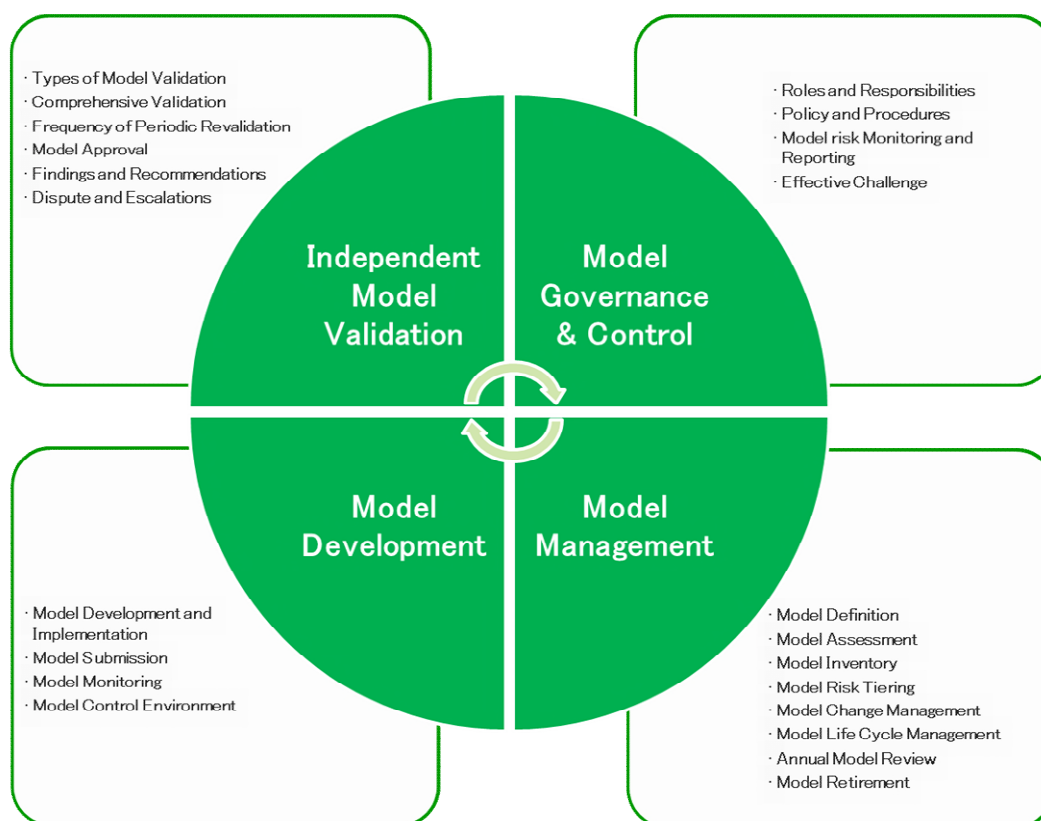 · Types of Model Validation
· Comprehensive Validation
· Frequency of Periodic Revalidation
· Model Approval
· Findings and Recommendations
· Dispute and Escalations
· Roles and Responsibilities
· Policy and Procedures
· Model risk Monitoring and
Reporting
· Effective Challenge
Independent
Model
Validation
Model
Governance
& Control
Model
Development
Model
Management
· Model Development and
Implementation
· Model Submission
· Model Monitoring
· Model Control Environment
· Model Definition
· Model Assessment
· Model Inventory
· Model Risk Tiering
· Model Change Management
· Model Life Cycle Management
· Annual Model Review
· Model Retirement